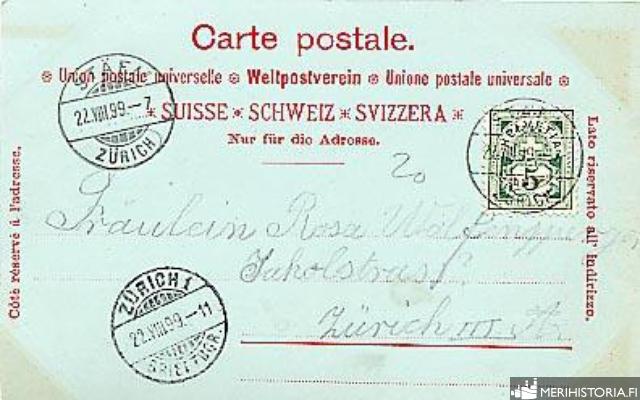 Carte postale.
Union postale universelle Weltpostverein Unione postale universale
SUISSE * SCHWEIZ * SVIZZERA *
Nur für die Adresse.
Côté réservé à l'adresse.
Lato riservato all' indirizzo.
STÄFA
22.VIII.99.-7
(ZÜRICH)
5
20
Fräulein Rosa
Zürich III
ZÜRICH 1
22.VIII.99.-11
MERIHISTORIA.FI